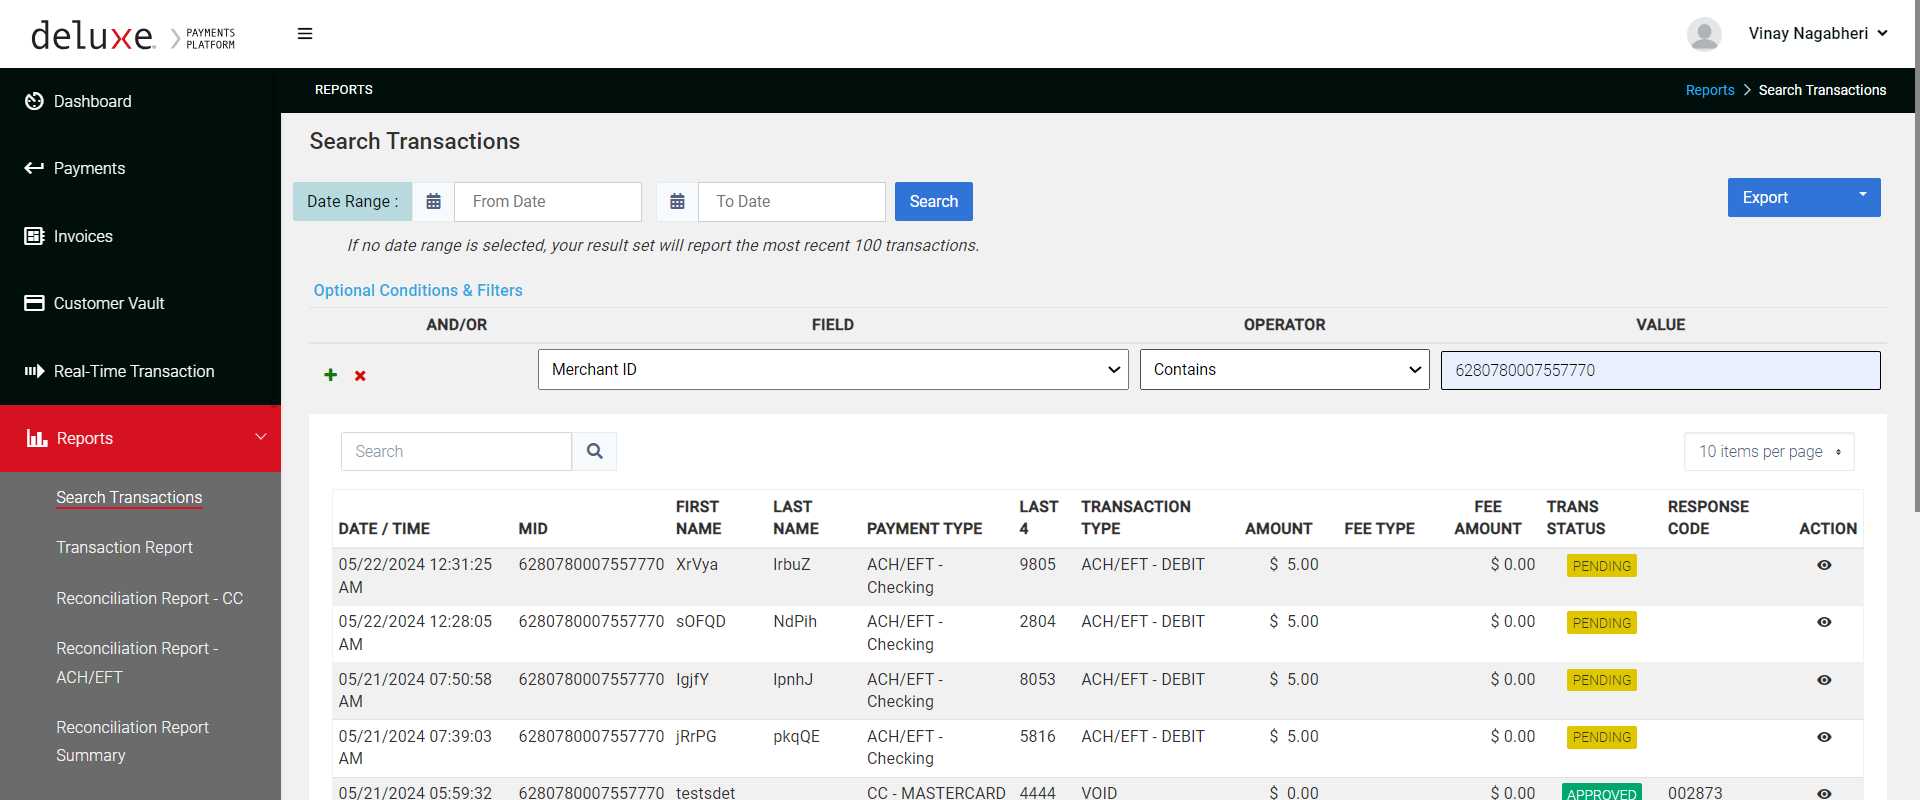 deluxe. PAYMENTS PLATFORM
Vinay Nagabheri
Dashboard
Payments
Invoices
Customer Vault
Real-Time Transaction
Reports
Search Transactions
Transaction Report
Reconciliation Report - CC
Reconciliation Report -
ACH/EFT
Reconciliation Report
Summary
REPORTS
Reports > Search Transactions
Search Transactions
Date Range : From Date To Date Search Export
If no date range is selected, your result set will report the most recent 100 transactions.
Optional Conditions & Filters
AND/OR FIELD OPERATOR VALUE
Merchant ID Contains 6280780007557770
Search 10 items per page
DATE / TIME MID FIRST NAME LAST NAME PAYMENT TYPE LAST 4 TRANSACTION TYPE AMOUNT FEE TYPE FEE AMOUNT TRANS STATUS RESPONSE CODE ACTION
05/22/2024 12:31:25 AM 6280780007557770 XrVya IrbuZ ACH/EFT - Checking 9805 ACH/EFT - DEBIT $ 5.00 $ 0.00 PENDING
05/22/2024 12:28:05 AM 6280780007557770 sOFQD NdPih ACH/EFT - Checking 2804 ACH/EFT - DEBIT $ 5.00 $ 0.00 PENDING
05/21/2024 07:50:58 AM 6280780007557770 IgjfY IpnhJ ACH/EFT - Checking 8053 ACH/EFT - DEBIT $ 5.00 $ 0.00 PENDING
05/21/2024 07:39:03 AM 6280780007557770 jRrPG pkqQE ACH/EFT - Checking 5816 ACH/EFT - DEBIT $ 5.00 $ 0.00 PENDING
05/21/2024 05:59:32 6280780007557770 testsdet CC - MASTERCARD 4444 VOID $ 0.00 $ 0.00 APPROVED 002873